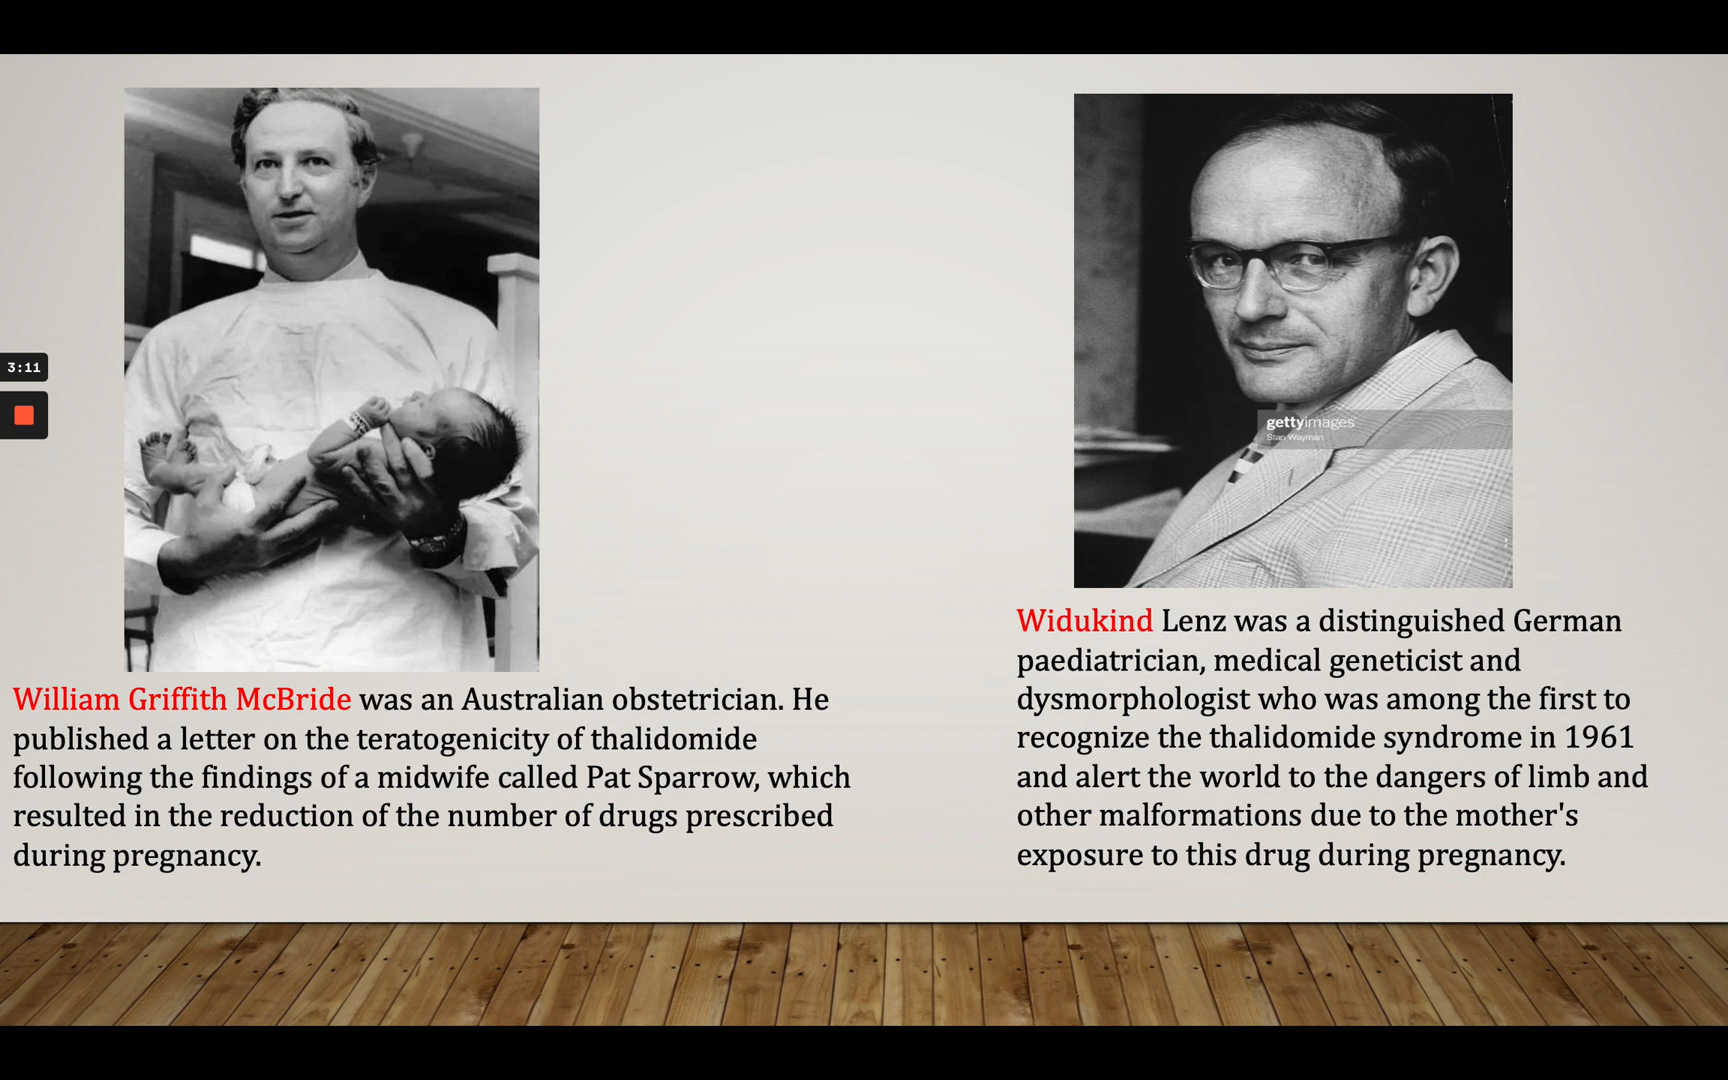 3:11
gettyimages
Stan Wayman
William Griffith McBride was an Australian obstetrician. He
published a letter on the teratogenicity of thalidomide
following the findings of a midwife called Pat Sparrow, which
resulted in the reduction of the number of drugs prescribed
during pregnancy.
Widukind Lenz was a distinguished German
paediatrician, medical geneticist and
dysmorphologist who was among the first to
recognize the thalidomide syndrome in 1961
and alert the world to the dangers of limb and
other malformations due to the mother's
exposure to this drug during pregnancy.